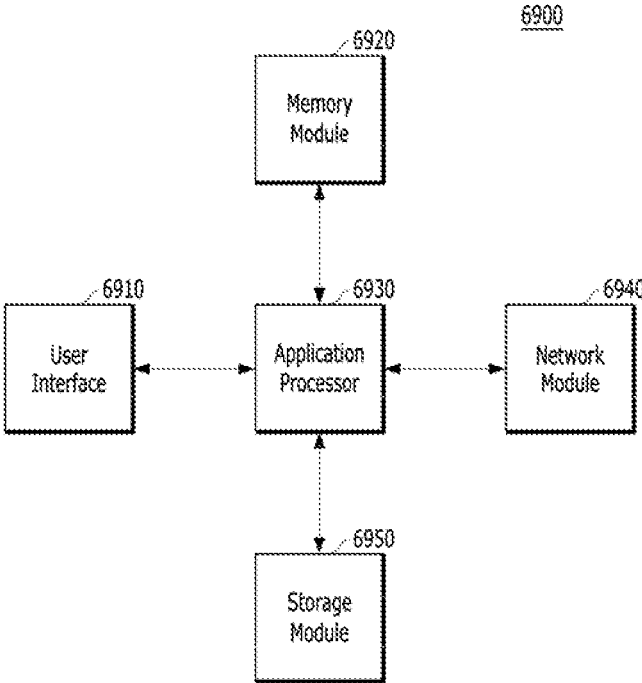 6900
6920
Memory
Module
6910
User
Interface
6930
Application
Processor
6940
Network
Module
6950
Storage
Module